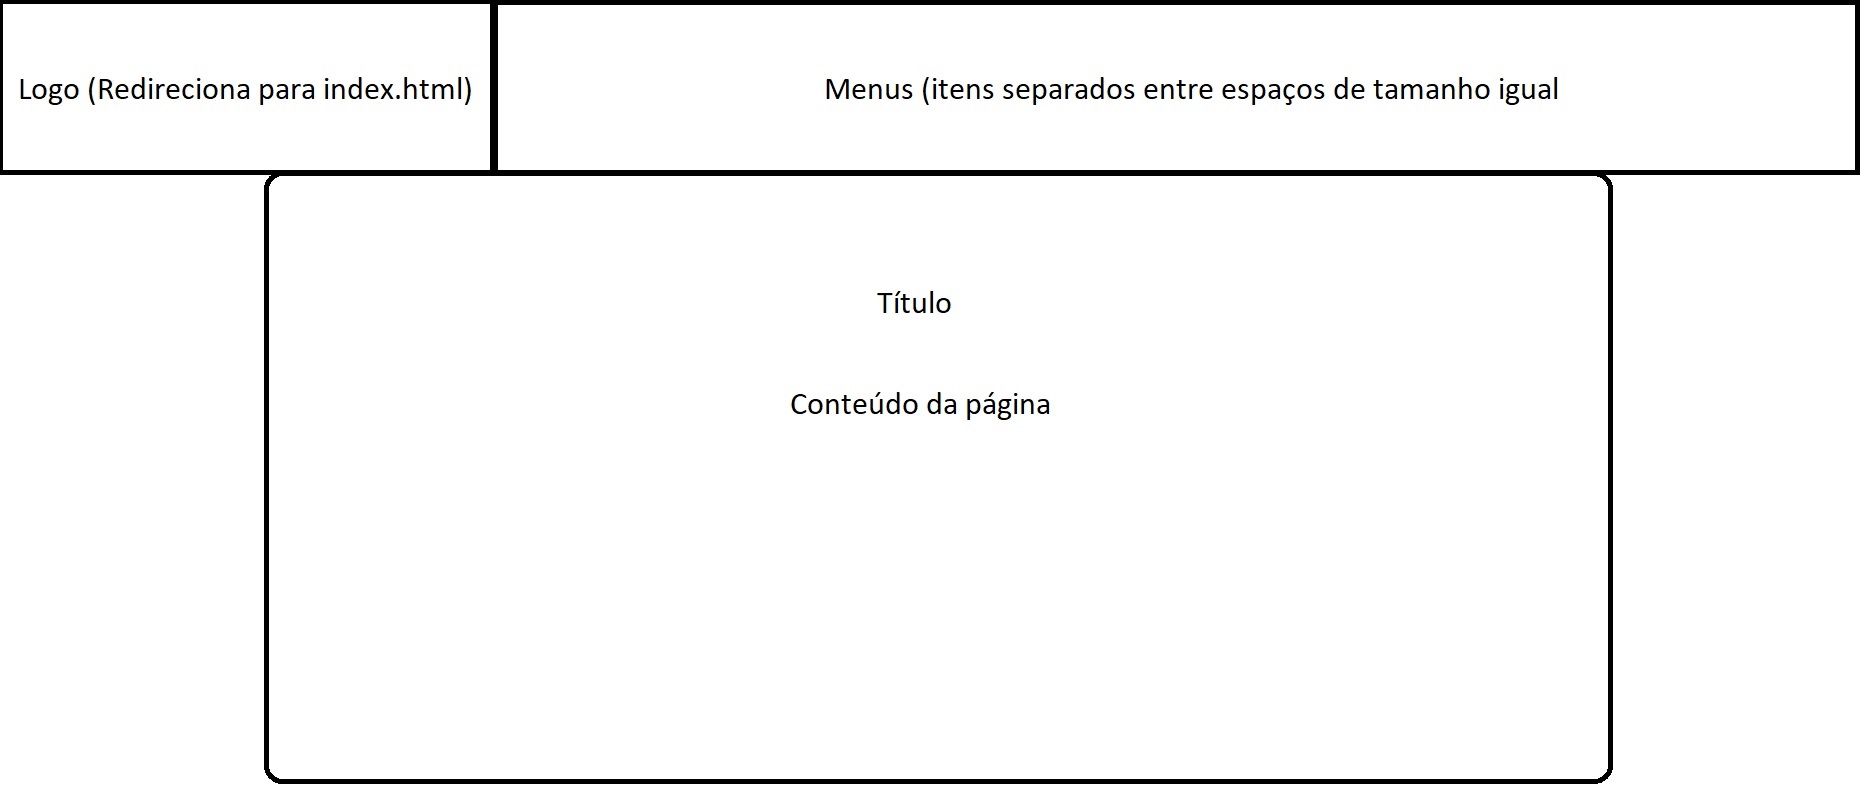 Logo (Redireciona para index.html)
Menus (itens separados entre espaços de tamanho igual
Título
Conteúdo da página